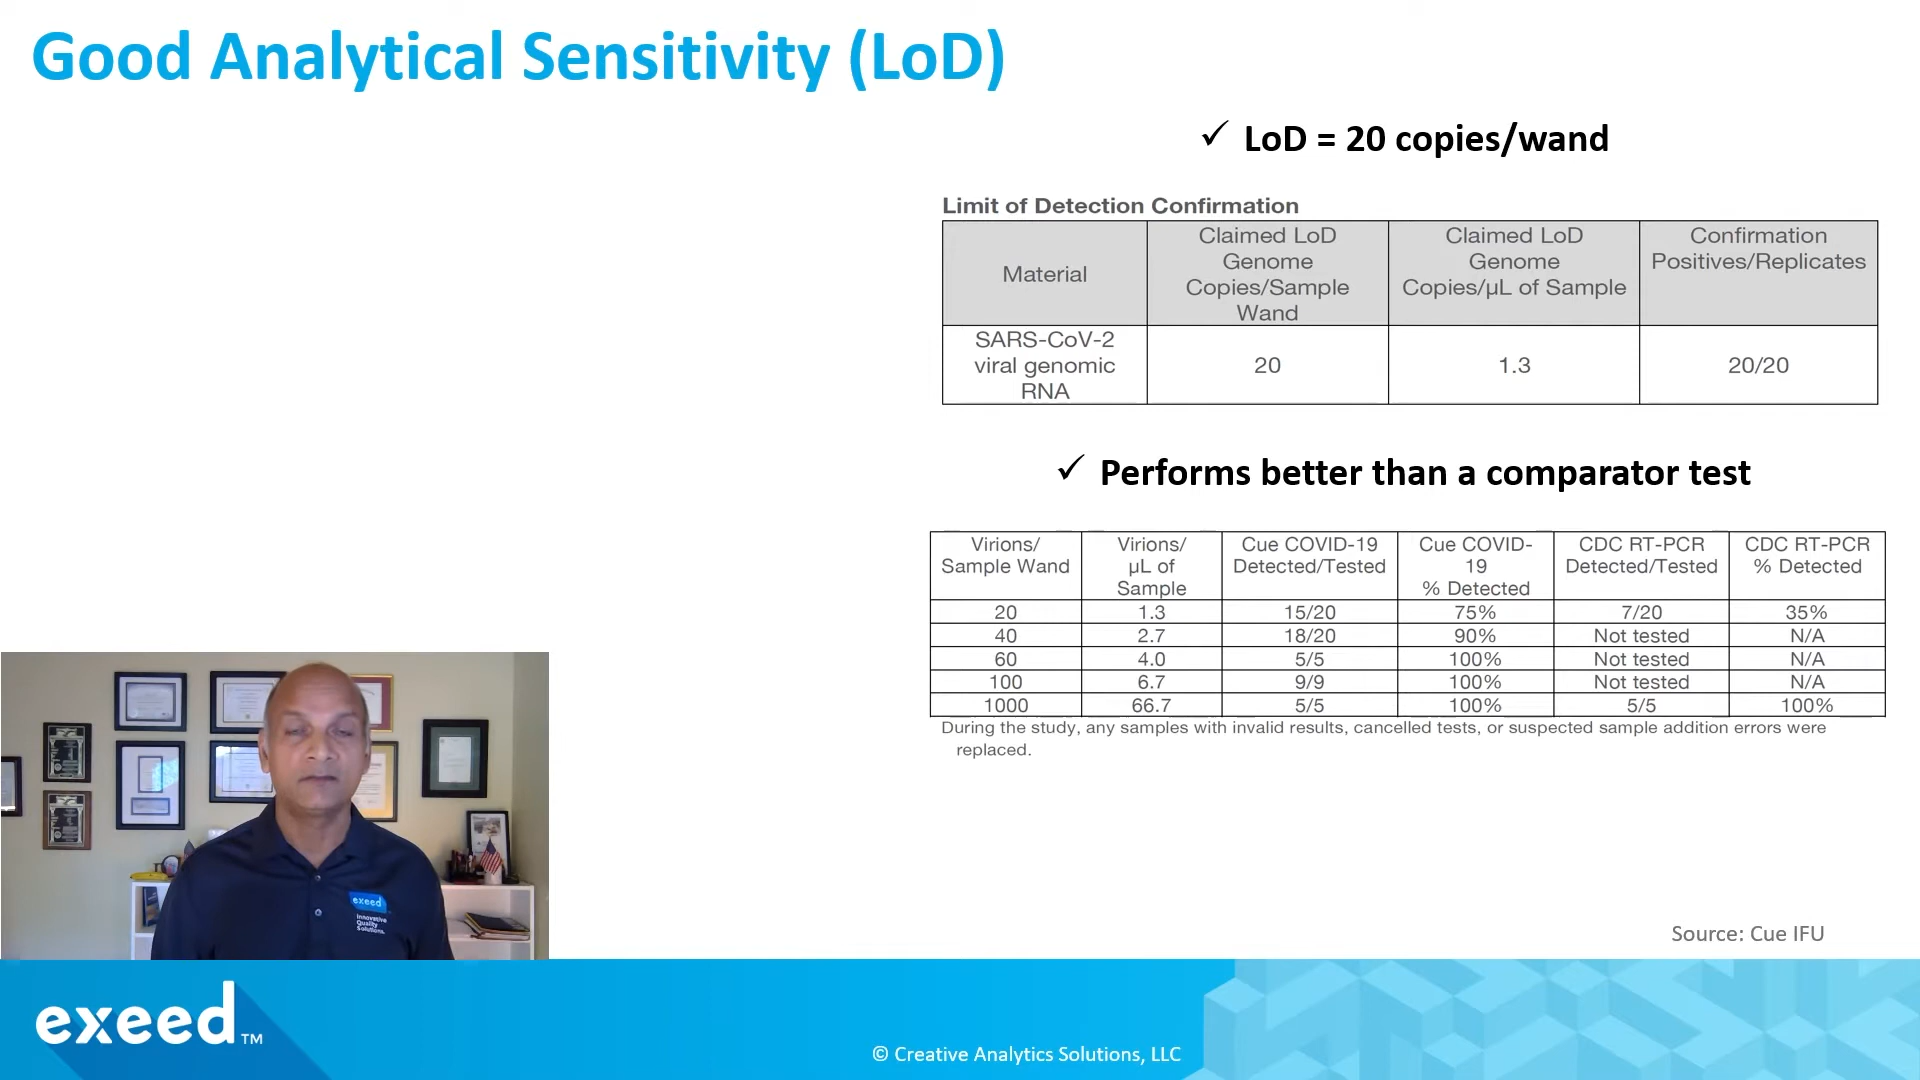 Good Analytical Sensitivity (LoD)
✓ LoD = 20 copies/wand
Limit of Detection Confirmation
Material
Claimed LoD
Genome
Copies/Sample
Wand
Claimed LoD
Genome
Copies/µL of Sample
Confirmation
Positives/Replicates
SARS-CoV-2
viral genomic
RNA
20
1.3
20/20
✓ Performs better than a comparator test
Virions/
Sample Wand
Virions/
µL of
Sample
Cue COVID-19
Detected/Tested
Cue COVID-
19
% Detected
CDC RT-PCR
Detected/Tested
CDC RT-PCR
% Detected
20 1.3 15/20 75% 7/20 35%
40 2.7 18/20 90% Not tested N/A
60 4.0 5/5 100% Not tested N/A
100 6.7 9/9 100% Not tested N/A
1000 66.7 5/5 100% 5/5 100%
During the study, any samples with invalid results, cancelled tests, or suspected sample addition errors were
replaced.
exeed
Innovative
Quality
Solutions.
Source: Cue IFU
exeed™
© Creative Analytics Solutions, LLC